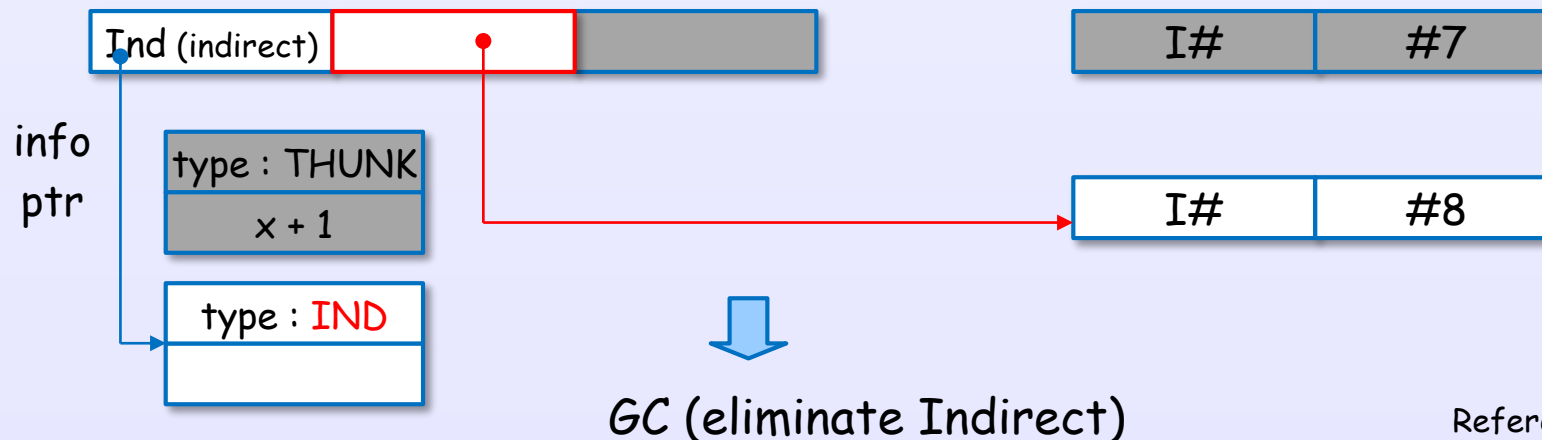 Ind (indirect)
I# #7
info
ptr
type : THUNK
x + 1
I# #8
type : IND
GC (eliminate Indirect)